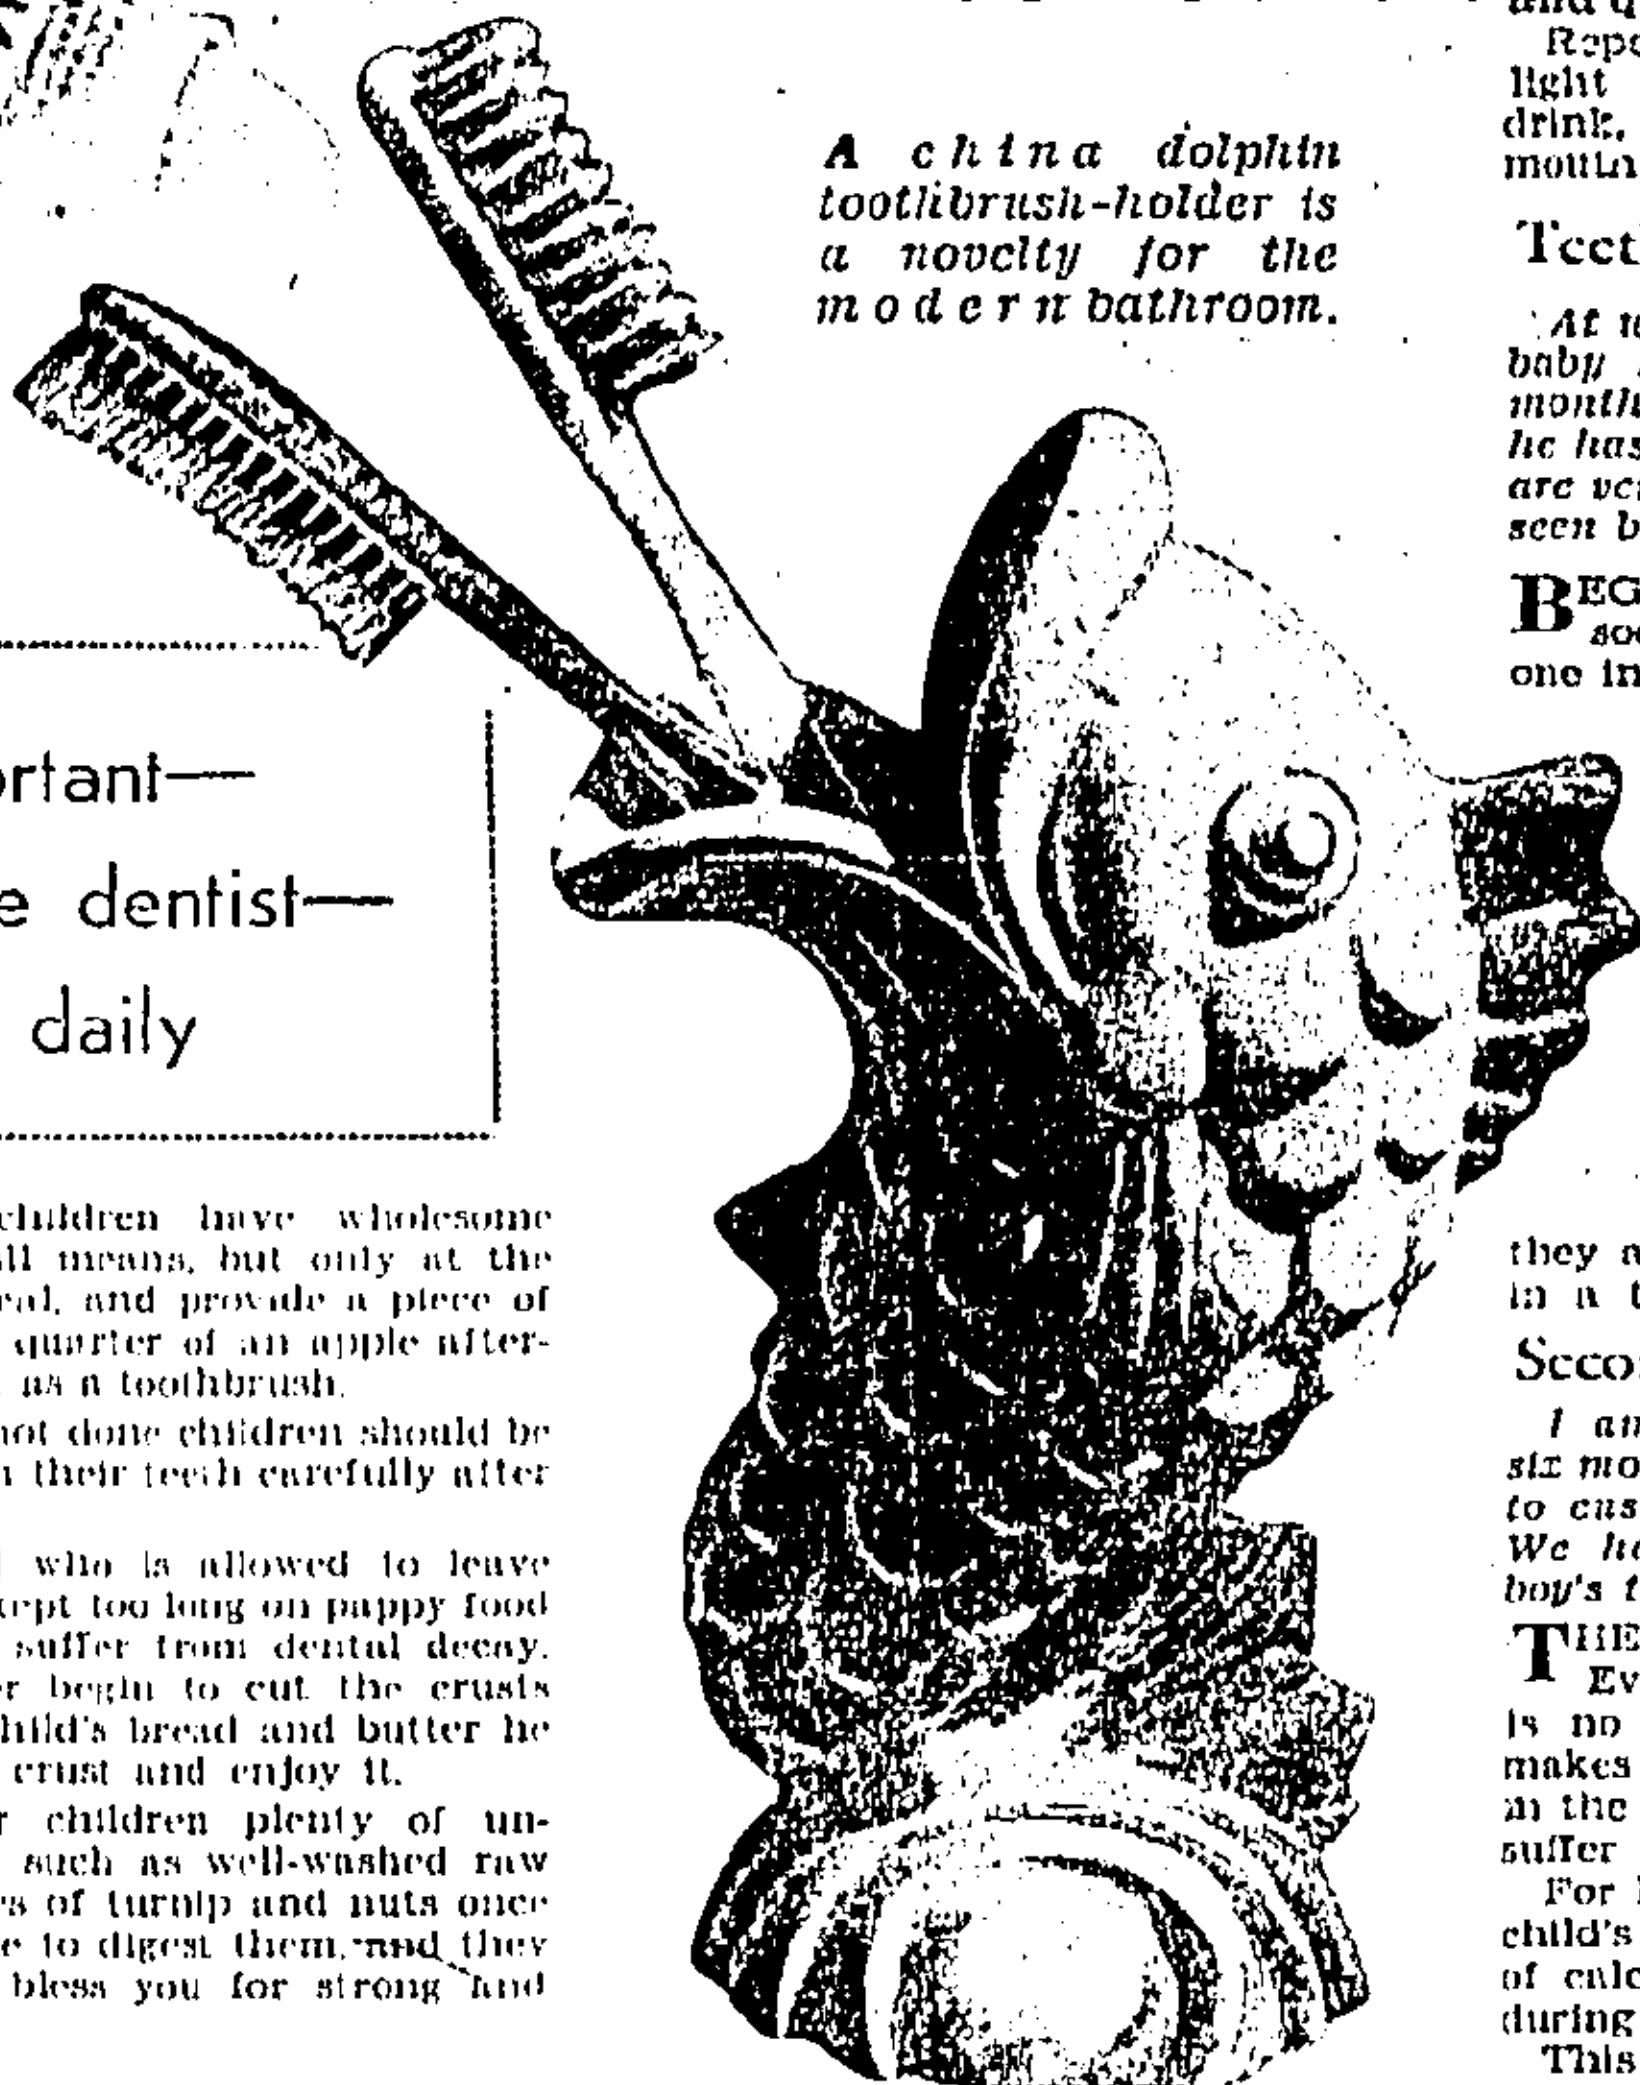 A china dolphin
toothbrush-holder is
a novelty for the
modern bathroom.
ortant—
e dentist—
daily
children have wholesome
all means, but only at the
eal, and provide a piece of
quarter of an apple after-
as a toothbrush.
not done children should be
n their teeth carefully after
who is allowed to leave
kept too long on pappy food
suffer from dental decay.
er begin to cut the crusts
child's bread and butter he
crust and enjoy it.
r children plenty of un-
such as well-washed raw
rs of turnip and nuts once
e to digest them, and they
bless you for strong and
and q
Repe
light
drink,
mouth
Teet
At
baby
month
he has
are ve
seen b
BEG
soo
one in
they a
in a t
Seco
I am
six mo
to cus
We ha
boy's t
THE
Ev
is no
makes
in the
suffer
For
child's
of calc
during
This